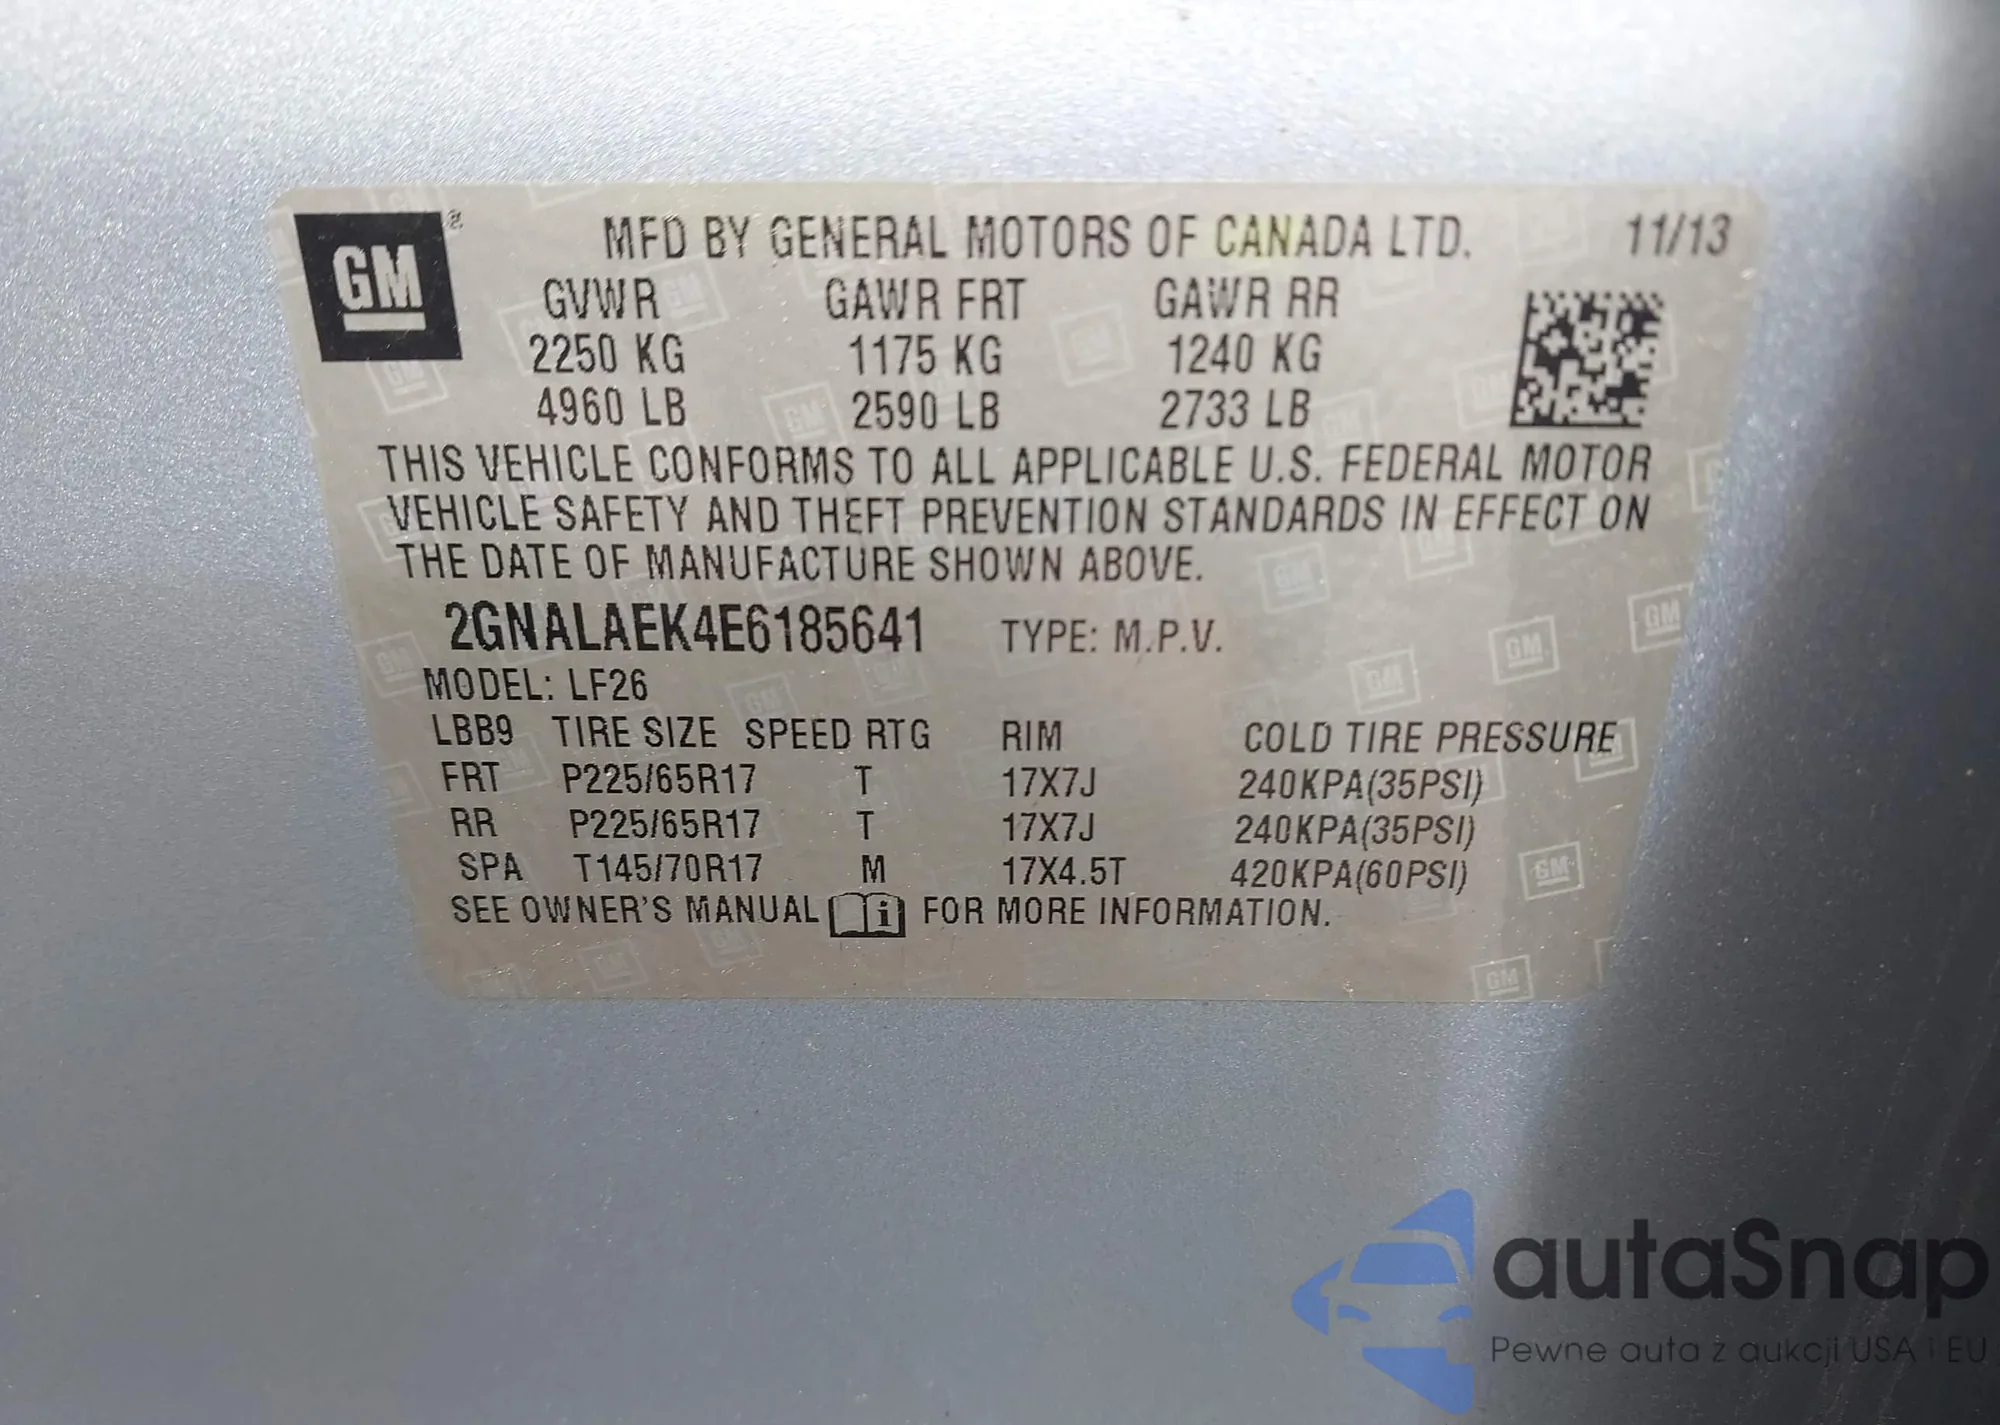 GM®
MFD BY GENERAL MOTORS OF CANADA LTD. 11/13
GVWR GAWR FRT GAWR RR
2250 KG 1175 KG 1240 KG
4960 LB 2590 LB 2733 LB
THIS VEHICLE CONFORMS TO ALL APPLICABLE U.S. FEDERAL MOTOR
VEHICLE SAFETY AND THEFT PREVENTION STANDARDS IN EFFECT ON
THE DATE OF MANUFACTURE SHOWN ABOVE.
2GNALAEK4E6185641 TYPE: M.P.V.
MODEL: LF26
LBB9 TIRE SIZE SPEED RTG RIM COLD TIRE PRESSURE
FRT P225/65R17 T 17X7J 240KPA(35PSI)
RR P225/65R17 T 17X7J 240KPA(35PSI)
SPA T145/70R17 M 17X4.5T 420KPA(60PSI)
SEE OWNER'S MANUAL i FOR MORE INFORMATION.
autaSnap
Pewne auta z aukcji USA i EU